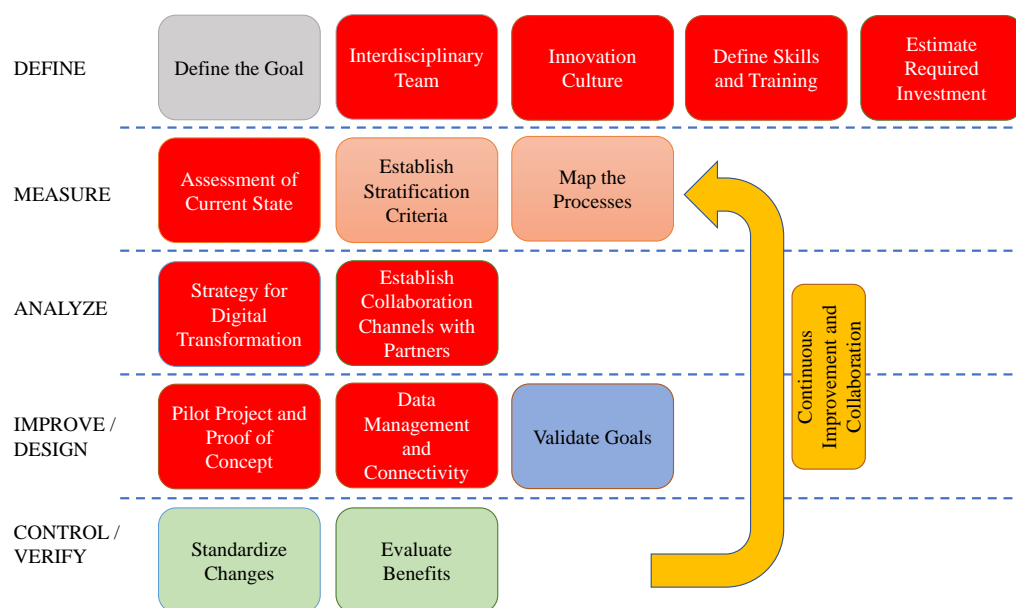 DEFINE
Define the Goal
Interdisciplinary
Team
Innovation
Culture
Define Skills
and Training
Estimate
Required
Investment
MEASURE
Assessment of
Current State
Establish
Stratification
Criteria
Map the
Processes
ANALYZE
Strategy for
Digital
Transformation
Establish
Collaboration
Channels with
Partners
Continuous
Improvement and
Collaboration
IMPROVE /
DESIGN
Pilot Project and
Proof of
Concept
Data
Management
and
Connectivity
Validate Goals
CONTROL /
VERIFY
Standardize
Changes
Evaluate
Benefits